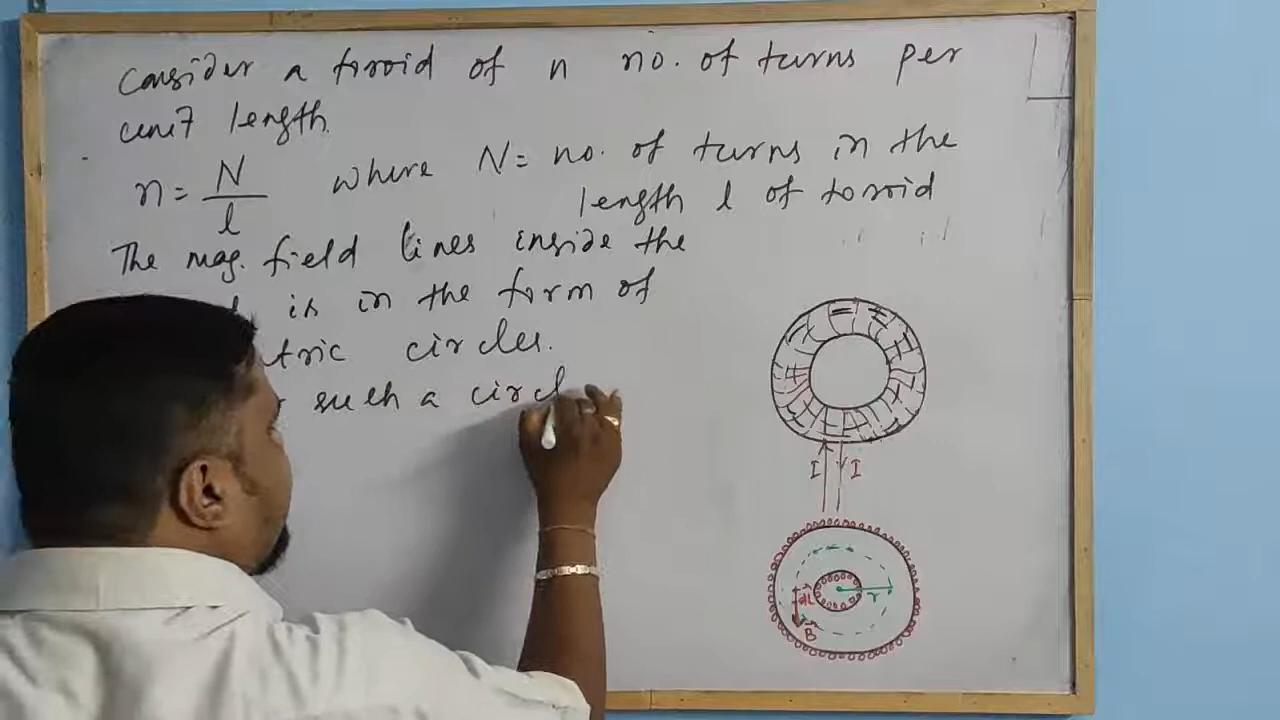 Consider a toroid of n no. of turns per
unit length.
n = N/l where N = no. of turns in the
length l of toroid
The mag. field lines inside the
is in the form of
tric circles.
such a circl
I I
dl r
B